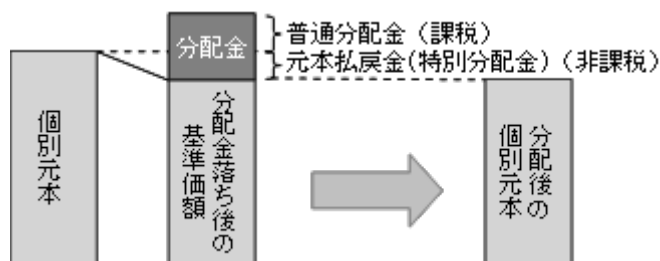 分配金
普通分配金(課税)
元本払戻金(特別分配金)(非課税)
個別元本
分配金落ち後の
基準価額
分配後の
個別元本